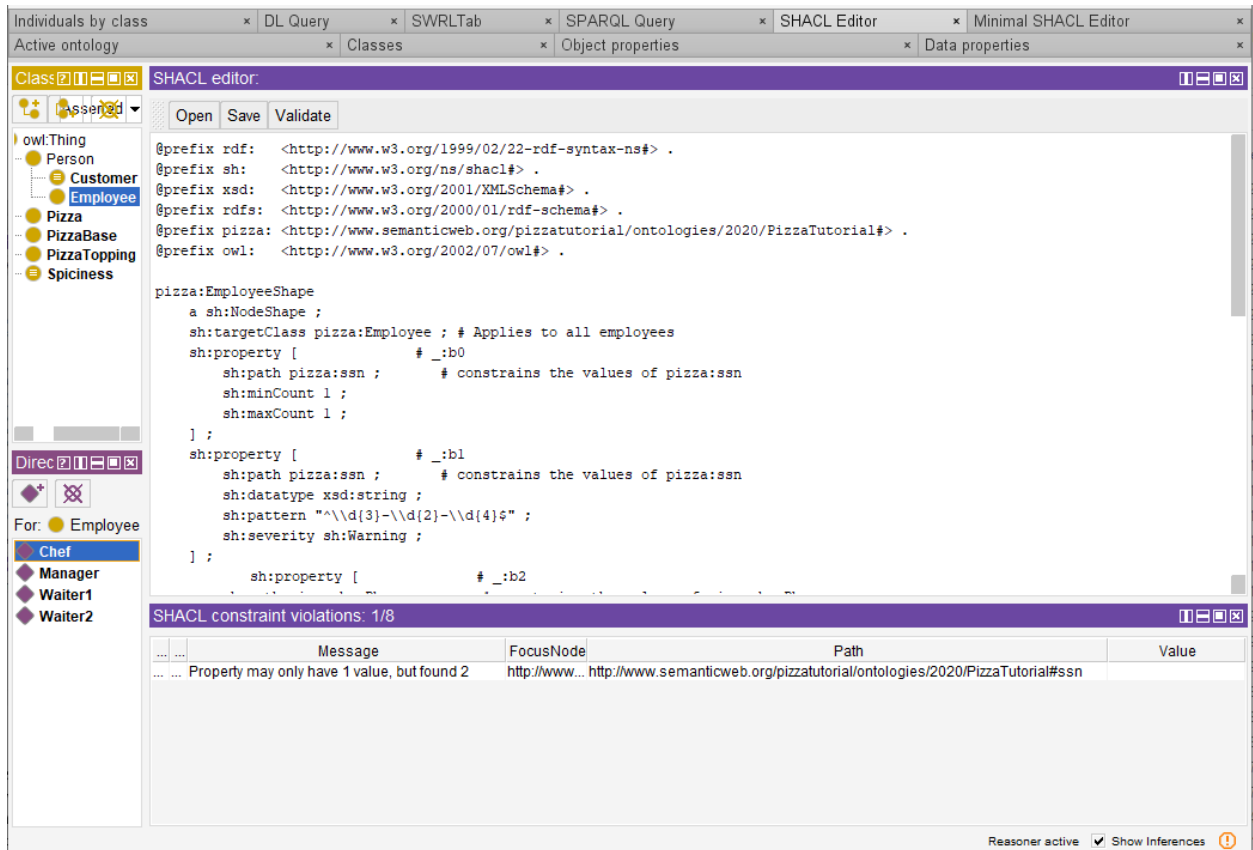 Individuals by class × DL Query × SWRLTab × SPARQL Query × SHACL Editor × Minimal SHACL Editor ×
Active ontology × Classes × Object properties × Data properties ×
Class
Asserted
owl:Thing
Person
Customer
Employee
Pizza
PizzaBase
PizzaTopping
Spiciness
Direc
For: Employee
Chef
Manager
Waiter1
Waiter2
SHACL editor:
Open Save Validate
@prefix rdf: <http://www.w3.org/1999/02/22-rdf-syntax-ns#> .
@prefix sh: <http://www.w3.org/ns/shacl#> .
@prefix xsd: <http://www.w3.org/2001/XMLSchema#> .
@prefix rdfs: <http://www.w3.org/2000/01/rdf-schema#> .
@prefix pizza: <http://www.semanticweb.org/pizzatutorial/ontologies/2020/PizzaTutorial#> .
@prefix owl: <http://www.w3.org/2002/07/owl#> .
pizza:EmployeeShape
a sh:NodeShape ;
sh:targetClass pizza:Employee ; # Applies to all employees
sh:property [ # _:b0
sh:path pizza:ssn ; # constrains the values of pizza:ssn
sh:minCount 1 ;
sh:maxCount 1 ;
] ;
sh:property [ # _:b1
sh:path pizza:ssn ; # constrains the values of pizza:ssn
sh:datatype xsd:string ;
sh:pattern "^\\d{3}-\\d{2}-\\d{4}$" ;
sh:severity sh:Warning ;
] ;
sh:property [ # _:b2
SHACL constraint violations: 1/8
... ... Message FocusNode Path Value
... ... Property may only have 1 value, but found 2 http://www... http://www.semanticweb.org/pizzatutorial/ontologies/2020/PizzaTutorial#ssn
Reasoner active Show Inferences